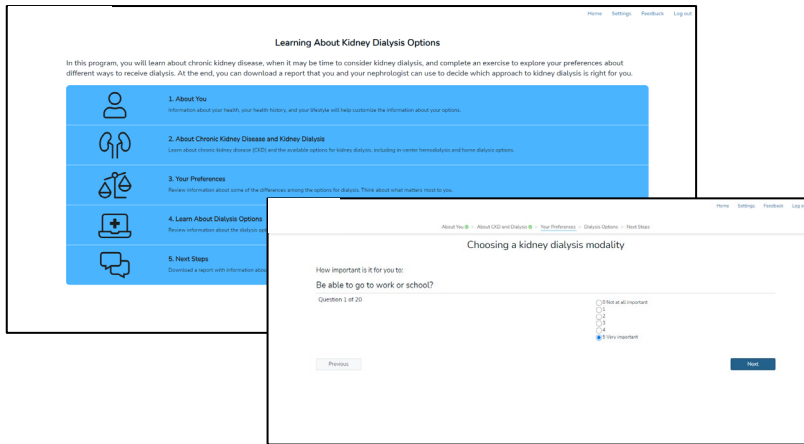 Home Settings Feedback Log out
Learning About Kidney Dialysis Options
In this program, you will learn about chronic kidney disease, when it may be time to consider kidney dialysis, and complete an exercise to explore your preferences about
different ways to receive dialysis. At the end, you can download a report that you and your nephrologist can use to decide which approach to kidney dialysis is right for you.
1. About You
Information about your health, your health history, and your lifestyle will help customize the information about your options.
2. About Chronic Kidney Disease and Kidney Dialysis
Learn about chronic kidney disease (CKD) and the available options for kidney dialysis, including in-center hemodialysis and home dialysis options.
3. Your Preferences
Review information about some of the differences among the options for dialysis. Think about what matters most to you.
4. Learn About Dialysis Options
Review information about the dialysis
5. Next Steps
Download a report with information
Home Settings Feedback Log
About You > About CKD and Dialysis > Your Preferences > Dialysis Options > Next Steps
Choosing a kidney dialysis modality
How important is it for you to:
Be able to go to work or school?
Question 1 of 20
0 Not at all important
1
2
3
4
5 Very important
Previous
Next